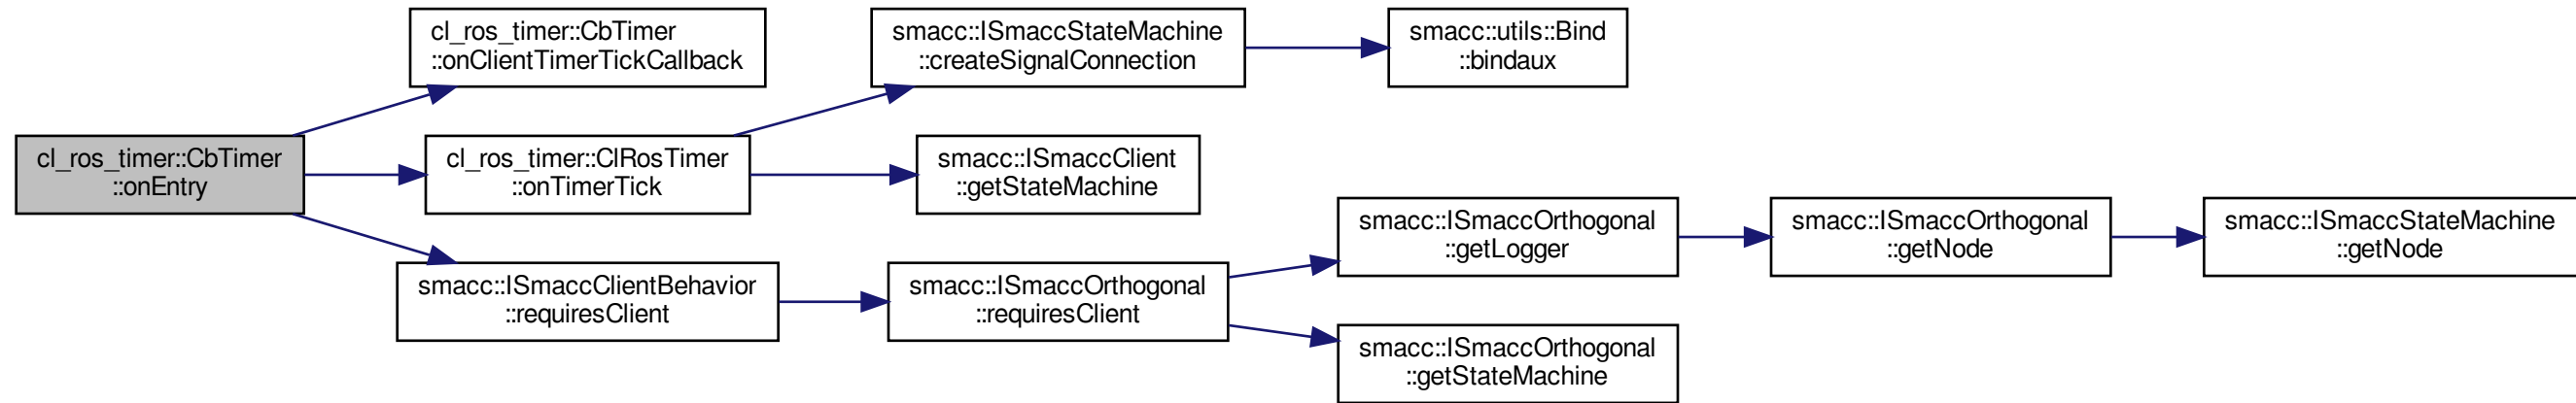 cl_ros_timer::CbTimer
::onClientTimerTickCallback
smacc::ISmaccStateMachine
::createSignalConnection
smacc::utils::Bind
::bindaux
cl_ros_timer::CbTimer
::onEntry
cl_ros_timer::ClRosTimer
::onTimerTick
smacc::ISmaccClient
::getStateMachine
smacc::ISmaccOrthogonal
::getLogger
smacc::ISmaccOrthogonal
::getNode
smacc::ISmaccStateMachine
::getNode
smacc::ISmaccClientBehavior
::requiresClient
smacc::ISmaccOrthogonal
::requiresClient
smacc::ISmaccOrthogonal
::getStateMachine